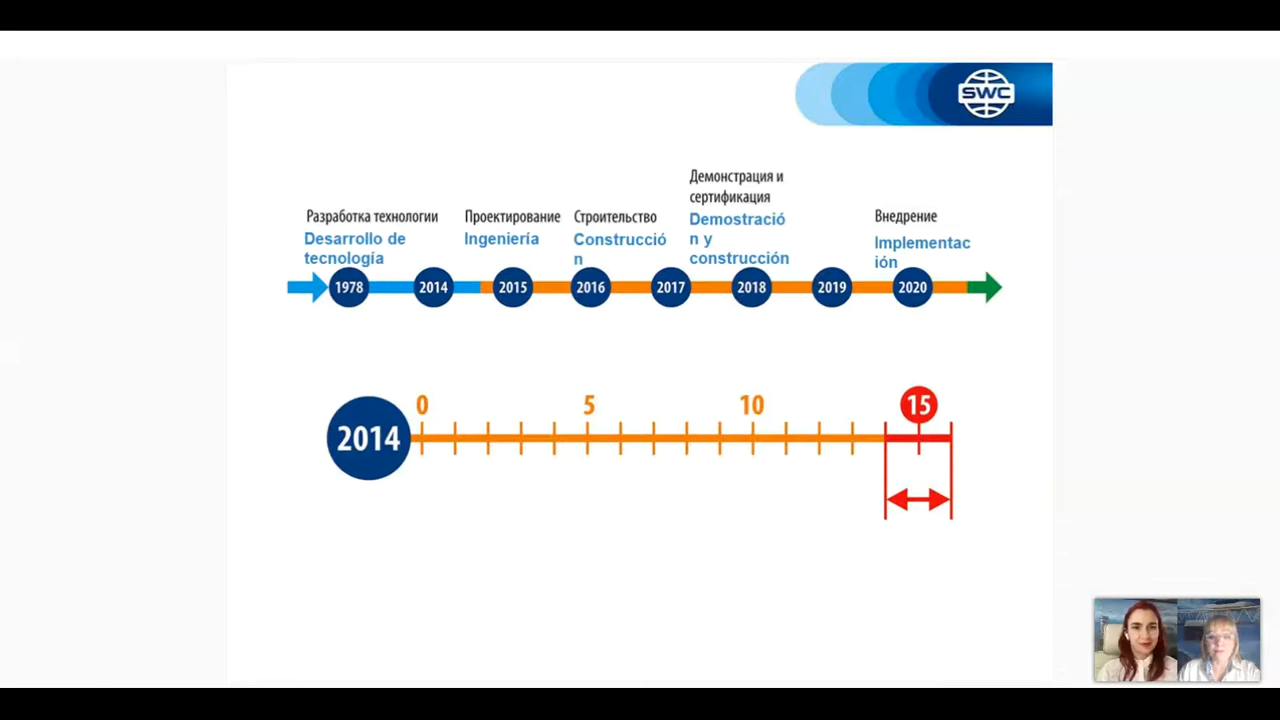 SWC
Демонстрация и
сертификация
Demostració
n y
construcción
Разработка технологии
Desarrollo de
tecnología
Проектирование
Ingeniería
Строительство
Construcció
n
Внедрение
Implementac
ión
1978 2014 2015 2016 2017 2018 2019 2020
0 5 10 15
2014